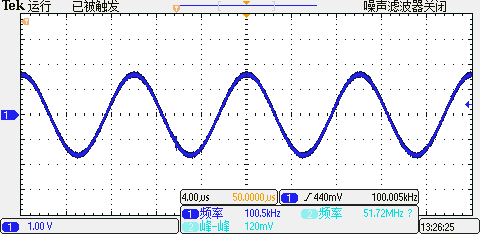 Tek 运行 已被触发 噪声滤波器关闭
1
4.00µs 50.0000µs 1 440mV 100.005kHz
1 频率 100.5kHz 2 频率 51.72MHz ?
1 1.00 V 2 峰-峰 120mV 13:26:25